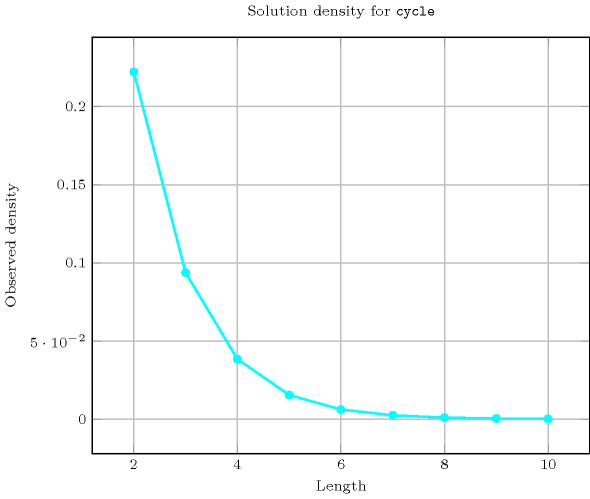 Solution density for cycle
Observed density
0.2
0.15
0.1
5 · 10⁻²
0
2 4 6 8 10
Length